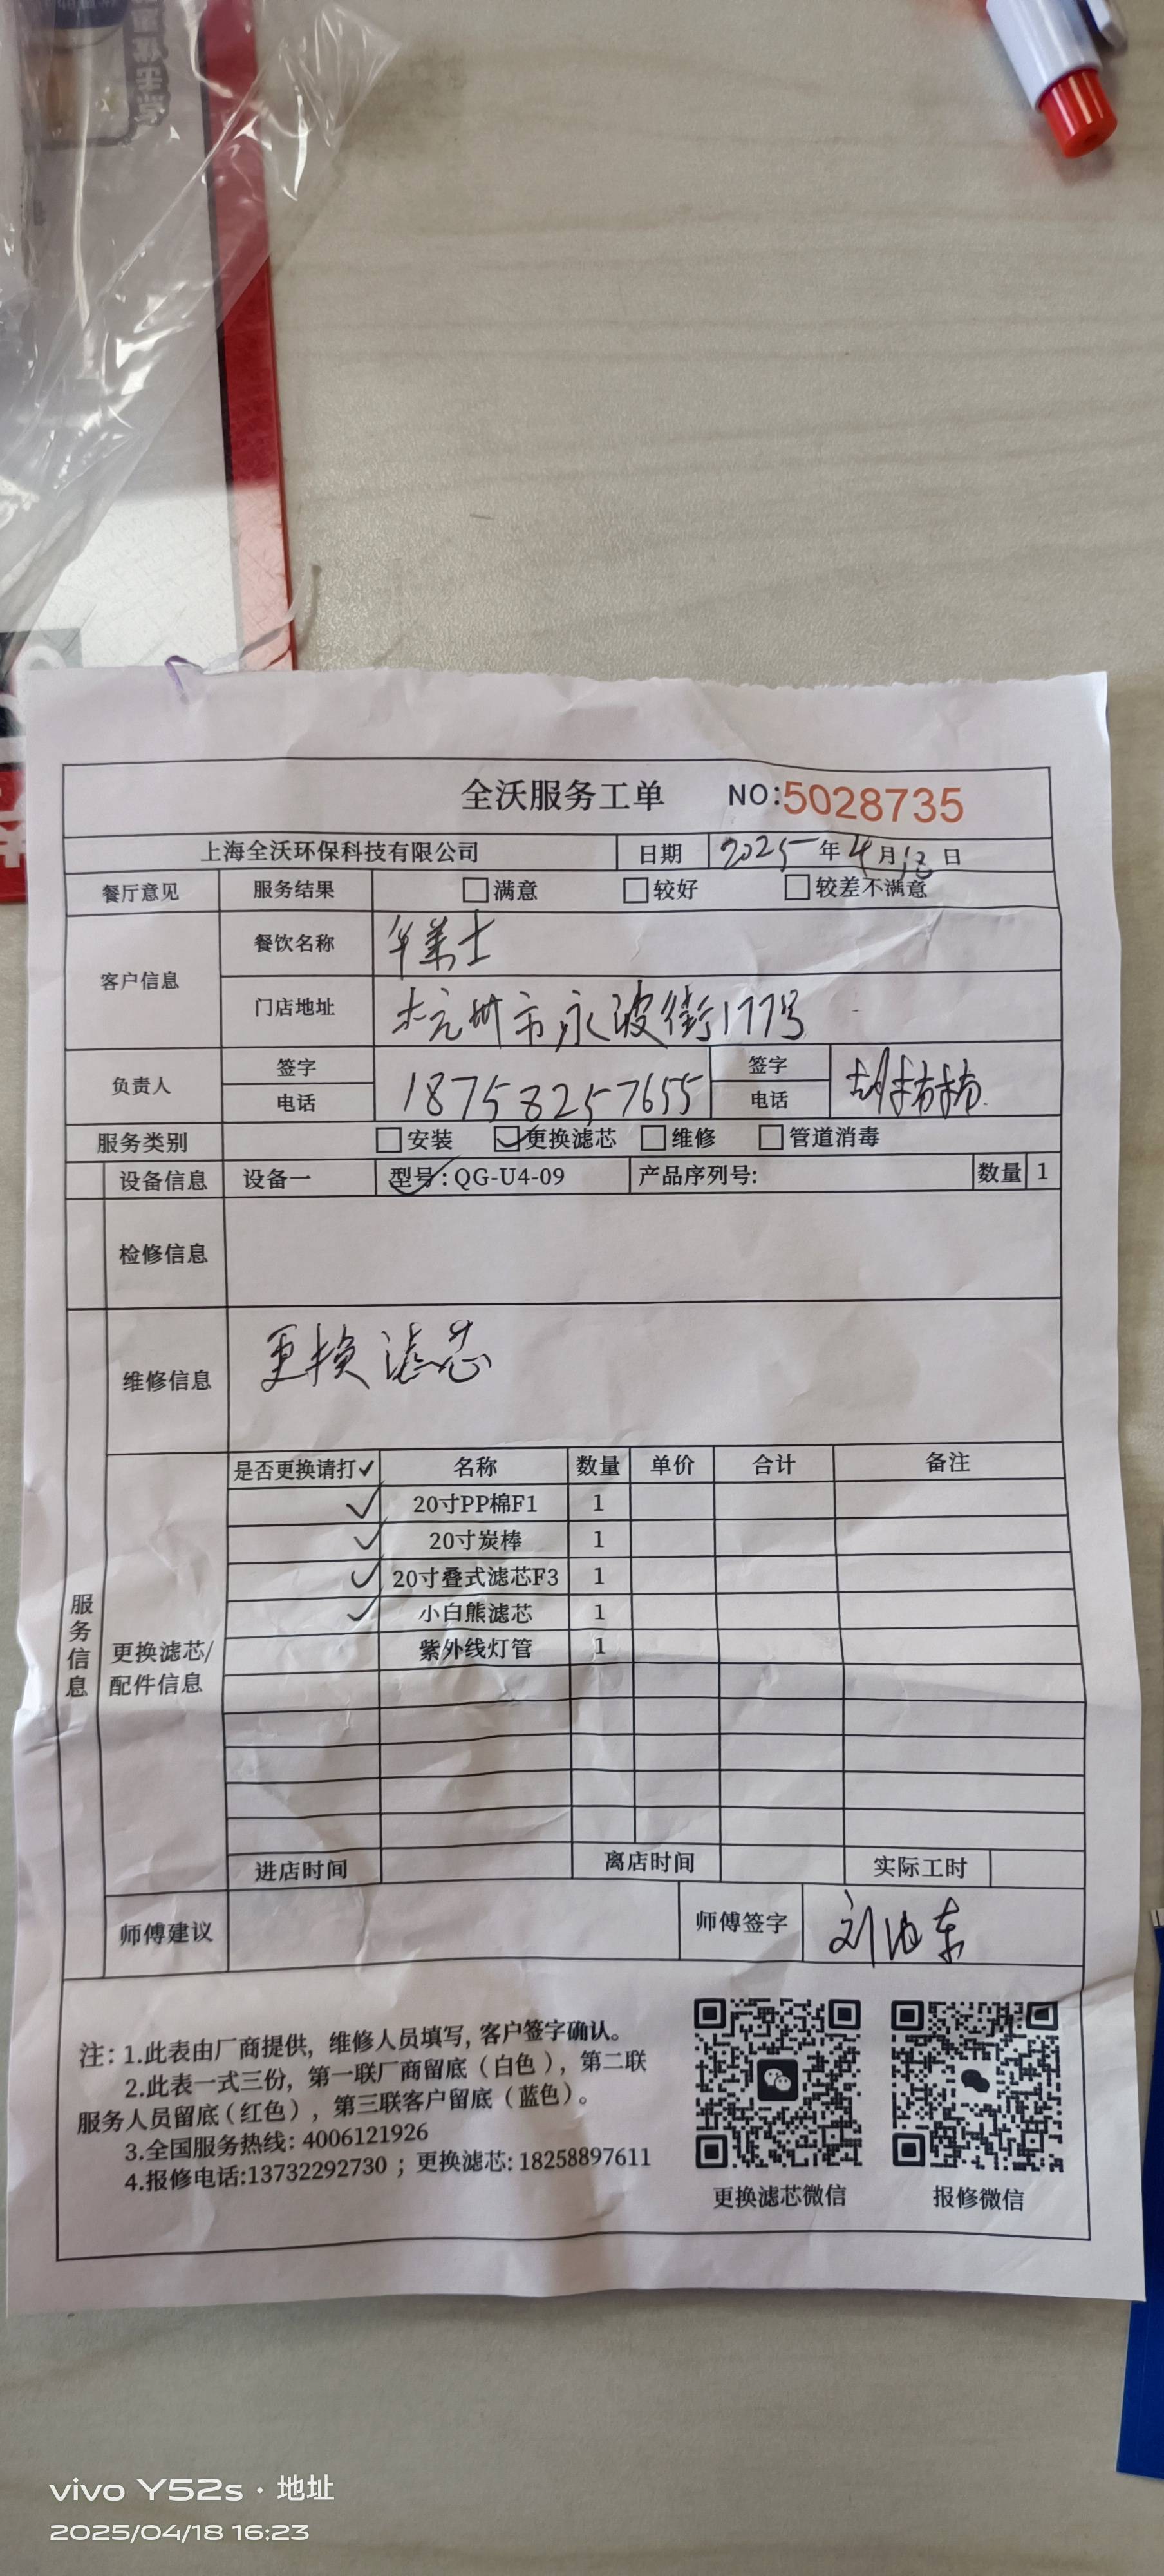 全沃服务工单 NO:5028735
上海全沃环保科技有限公司 日期 2025年4月18日
餐厅意见 服务结果 满意 较好 较差不满意
客户信息 餐饮名称 华莱士
门店地址 杭州市永波街177号
负责人 签字 电话 18758257655 签字 电话
服务类别 安装 更换滤芯 维修 管道消毒
设备信息 设备一 型号:QG-U4-09 产品序列号: 数量 1
检修信息
维修信息 更换滤芯
服务信息
更换滤芯/配件信息
是否更换请打✓ 名称 数量 单价 合计 备注
✓ 20寸PP棉F1 1
✓ 20寸炭棒 1
✓ 20寸叠式滤芯F3 1
✓ 小白熊滤芯 1
紫外线灯管 1
进店时间 离店时间 实际工时
师傅建议 师傅签字
注: 1.此表由厂商提供, 维修人员填写, 客户签字确认。
2.此表一式三份, 第一联厂商留底(白色), 第二联
服务人员留底(红色), 第三联客户留底(蓝色)。
3.全国服务热线: 4006121926
4.报修电话:13732292730 ; 更换滤芯: 18258897611
更换滤芯微信 报修微信
vivo Y52s · 地址
2025/04/18 16:23